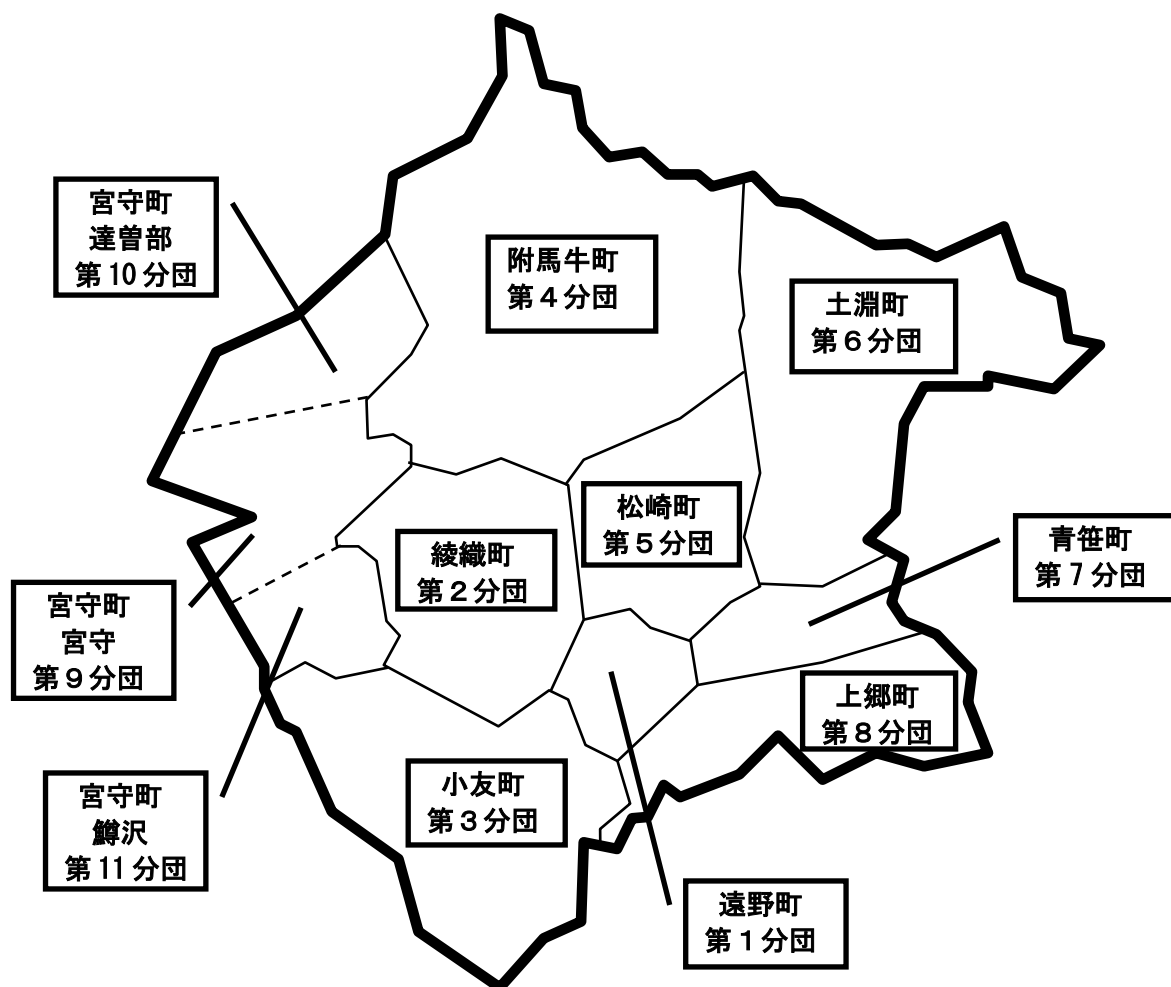 宮守町
達曽部
第10分団
附馬牛町
第４分団
土淵町
第６分団
松崎町
第５分団
青笹町
第７分団
綾織町
第２分団
宮守町
宮守
第９分団
上郷町
第８分団
小友町
第３分団
宮守町
鱒沢
第11分団
遠野町
第１分団